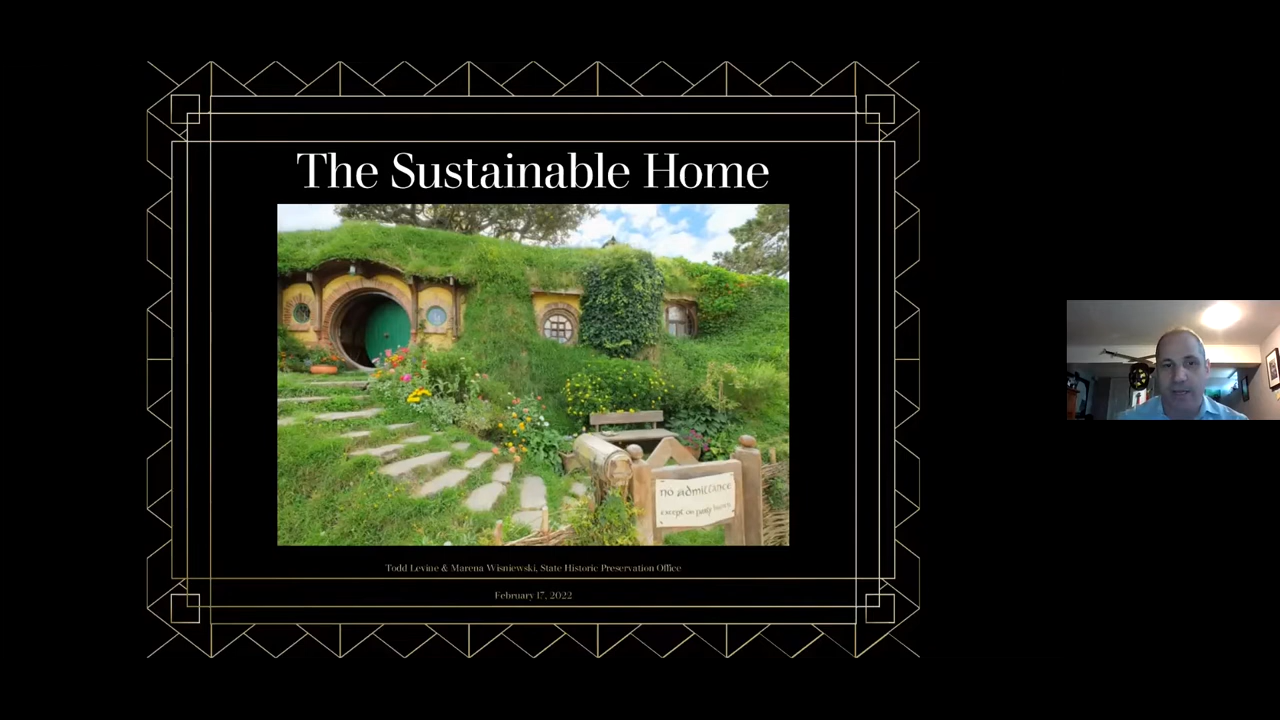 The Sustainable Home
no admittance
except on party business
Todd Levine & Marena Wisniewski, State Historic Preservation Office
February 17, 2022